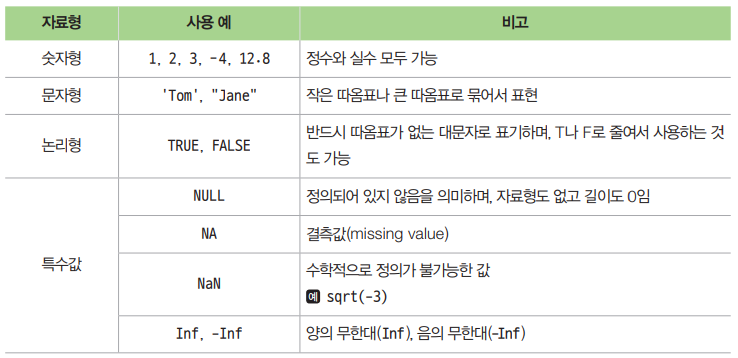 자료형 사용 예 비고
숫자형 1, 2, 3, -4, 12.8 정수와 실수 모두 가능
문자형 'Tom', "Jane" 작은 따옴표나 큰 따옴표로 묶어서 표현
논리형 TRUE, FALSE 반드시 따옴표가 없는 대문자로 표기하며, T나 F로 줄여서 사용하는 것
도 가능
특수값 NULL 정의되어 있지 않음을 의미하며, 자료형도 없고 길이도 0임
NA 결측값(missing value)
NaN 수학적으로 정의가 불가능한 값
예 sqrt(-3)
Inf, -Inf 양의 무한대(Inf), 음의 무한대(-Inf)